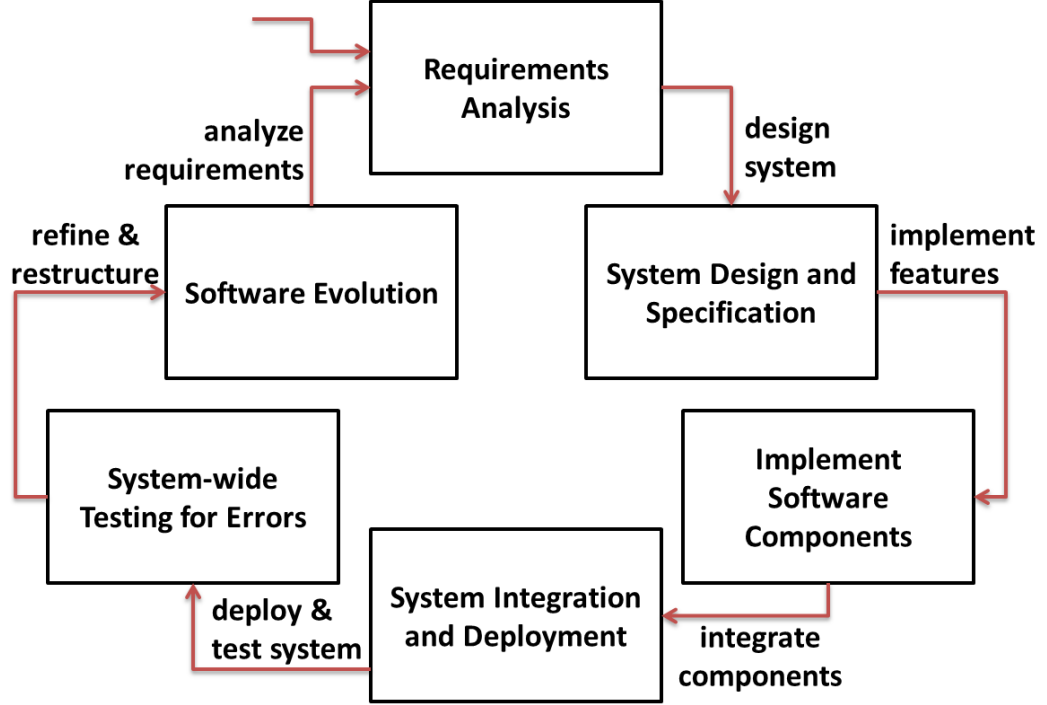 Requirements
Analysis
design
system
System Design and
Specification
implement
features
Implement
Software
Components
integrate
components
System Integration
and Deployment
deploy &
test system
System-wide
Testing for Errors
refine &
restructure
Software Evolution
analyze
requirements